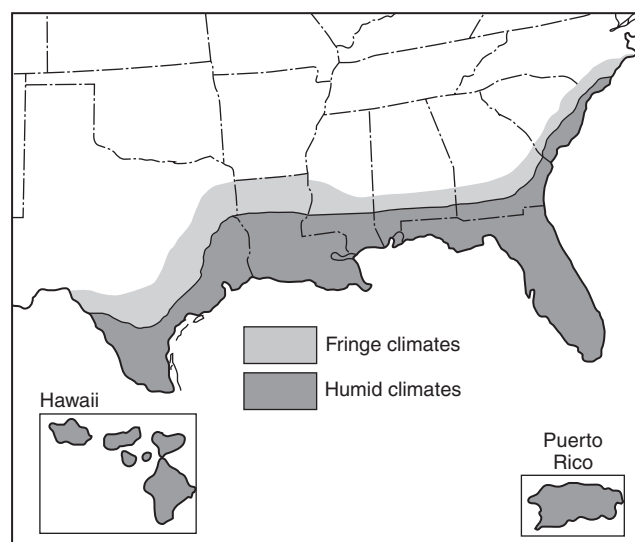 Fringe climates
Humid climates
Hawaii
Puerto
Rico